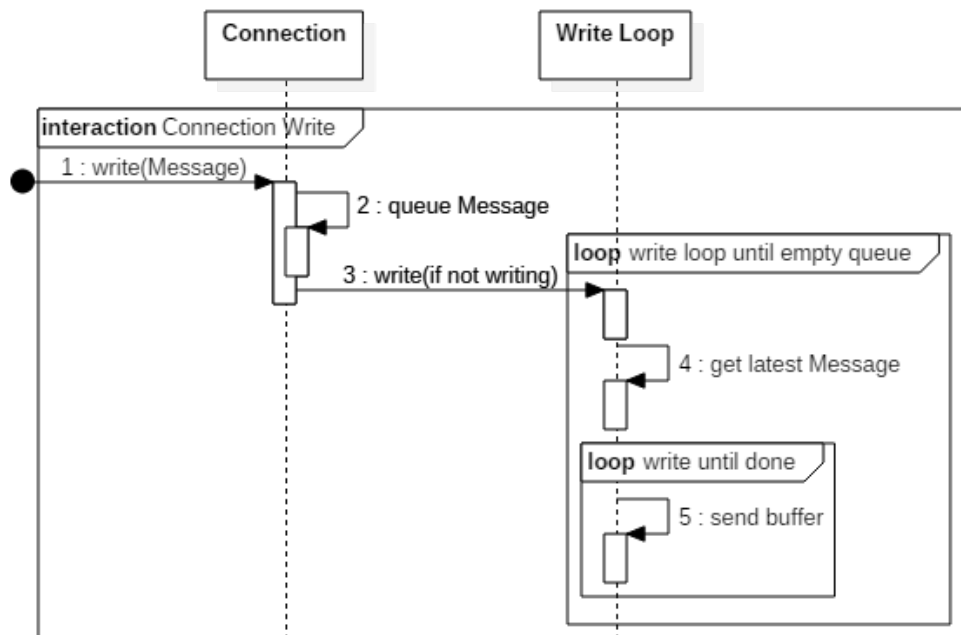 Connection
Write Loop
interaction Connection Write
1 : write(Message)
2 : queue Message
loop write loop until empty queue
3 : write(if not writing)
4 : get latest Message
loop write until done
5 : send buffer